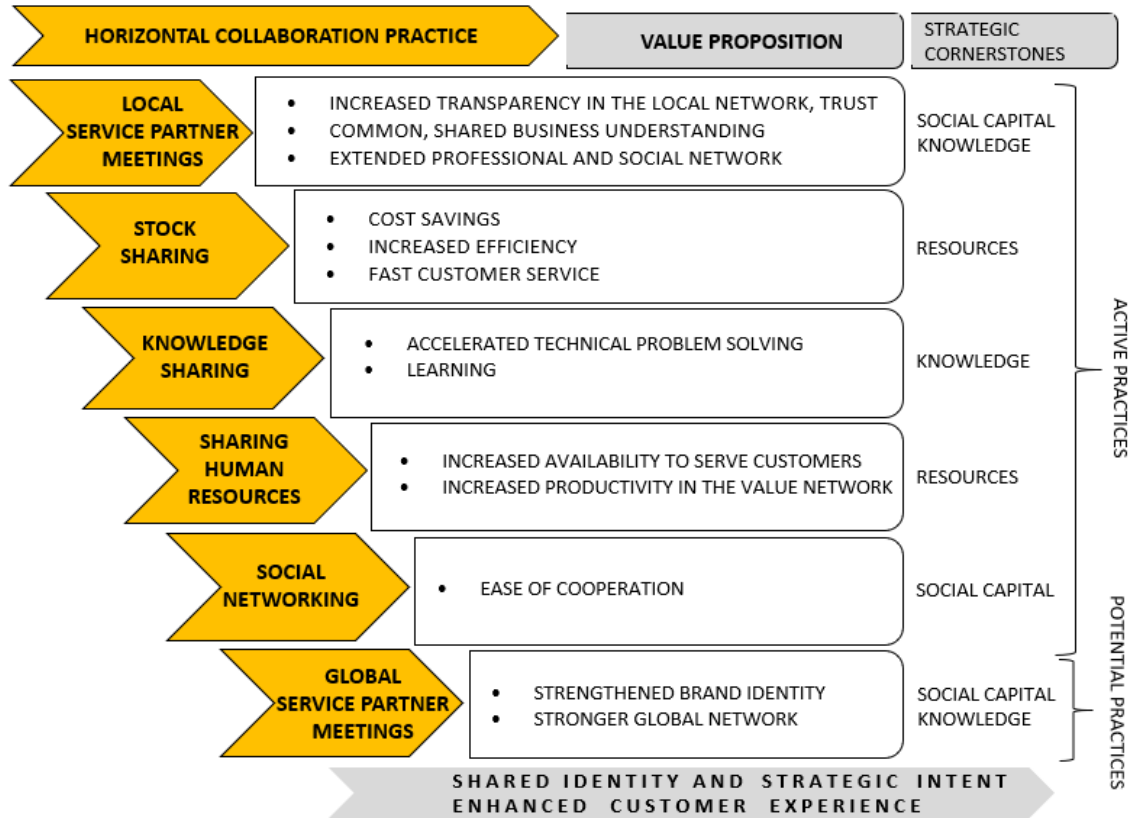 HORIZONTAL COLLABORATION PRACTICE
VALUE PROPOSITION
STRATEGIC
CORNERSTONES
LOCAL
SERVICE PARTNER
MEETINGS
• INCREASED TRANSPARENCY IN THE LOCAL NETWORK, TRUST
• COMMON, SHARED BUSINESS UNDERSTANDING
• EXTENDED PROFESSIONAL AND SOCIAL NETWORK
SOCIAL CAPITAL
KNOWLEDGE
STOCK
SHARING
• COST SAVINGS
• INCREASED EFFICIENCY
• FAST CUSTOMER SERVICE
RESOURCES
KNOWLEDGE
SHARING
• ACCELERATED TECHNICAL PROBLEM SOLVING
• LEARNING
KNOWLEDGE
SHARING
HUMAN
RESOURCES
• INCREASED AVAILABILITY TO SERVE CUSTOMERS
• INCREASED PRODUCTIVITY IN THE VALUE NETWORK
RESOURCES
SOCIAL
NETWORKING
• EASE OF COOPERATION
SOCIAL CAPITAL
ACTIVE PRACTICES
GLOBAL
SERVICE PARTNER
MEETINGS
• STRENGTHENED BRAND IDENTITY
• STRONGER GLOBAL NETWORK
SOCIAL CAPITAL
KNOWLEDGE
POTENTIAL PRACTICES
SHARED IDENTITY AND STRATEGIC INTENT
ENHANCED CUSTOMER EXPERIENCE